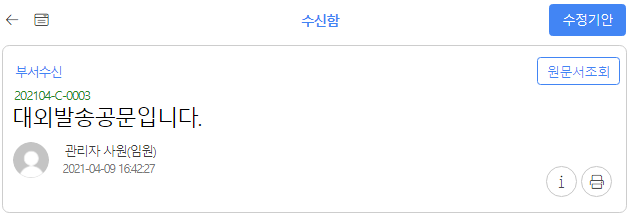 수신함
수정기안
부서수신
원문서조회
202104-C-0003
대외발송공문입니다.
관리자 사원(임원)
2021-04-09 16:42:27
i